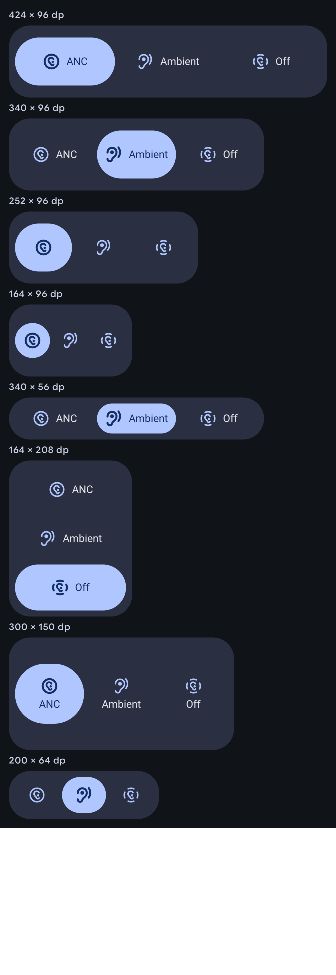 424 × 96 dp
ANC Ambient Off
340 × 96 dp
ANC Ambient Off
252 × 96 dp
164 × 96 dp
340 × 56 dp
ANC Ambient Off
164 × 208 dp
ANC
Ambient
Off
300 × 150 dp
ANC Ambient Off
200 × 64 dp